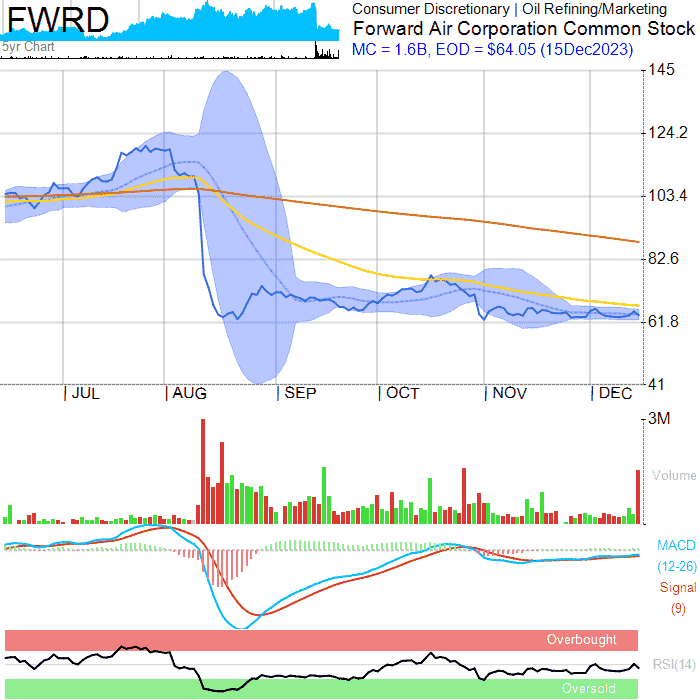 FWRD
5yr Chart
Consumer Discretionary | Oil Refining/Marketing
Forward Air Corporation Common Stock
MC = 1.6B, EOD = $64.05 (15Dec2023)
145
124.2
103.4
82.6
61.8
41
JUL
AUG
SEP
OCT
NOV
DEC
3M
Volume
MACD
(12-26)
Signal
(9)
Overbought
RSI(14)
Oversold